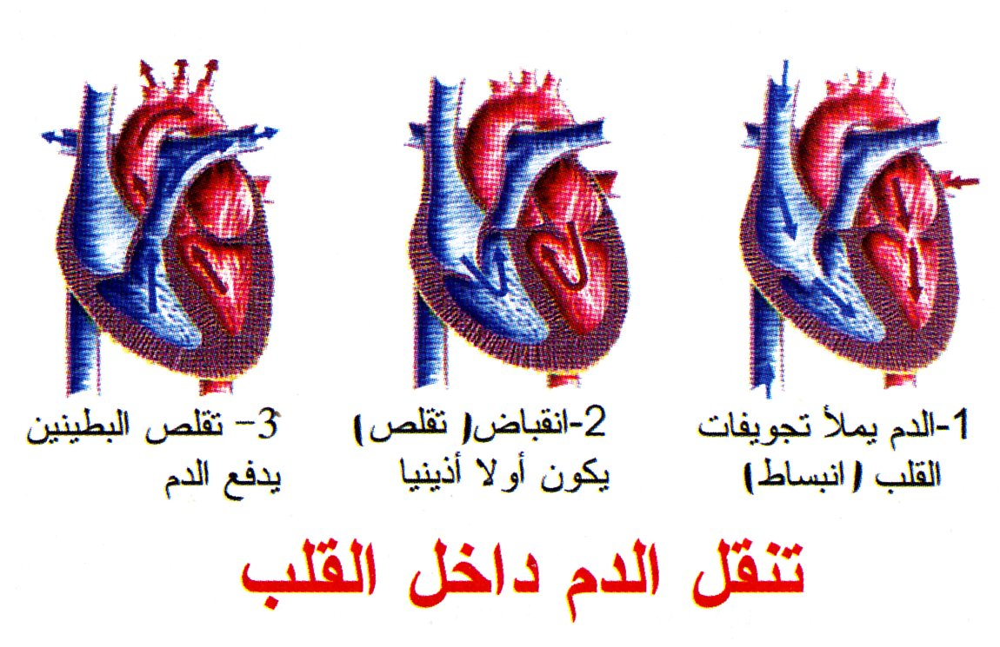 1-الدم يملأ تجويفات
القلب (انبساط)
2-انقباض( تقلص)
يكون أولا أذينيا
3- تقلص البطينين
يدفع الدم
تنقل الدم داخل القلب